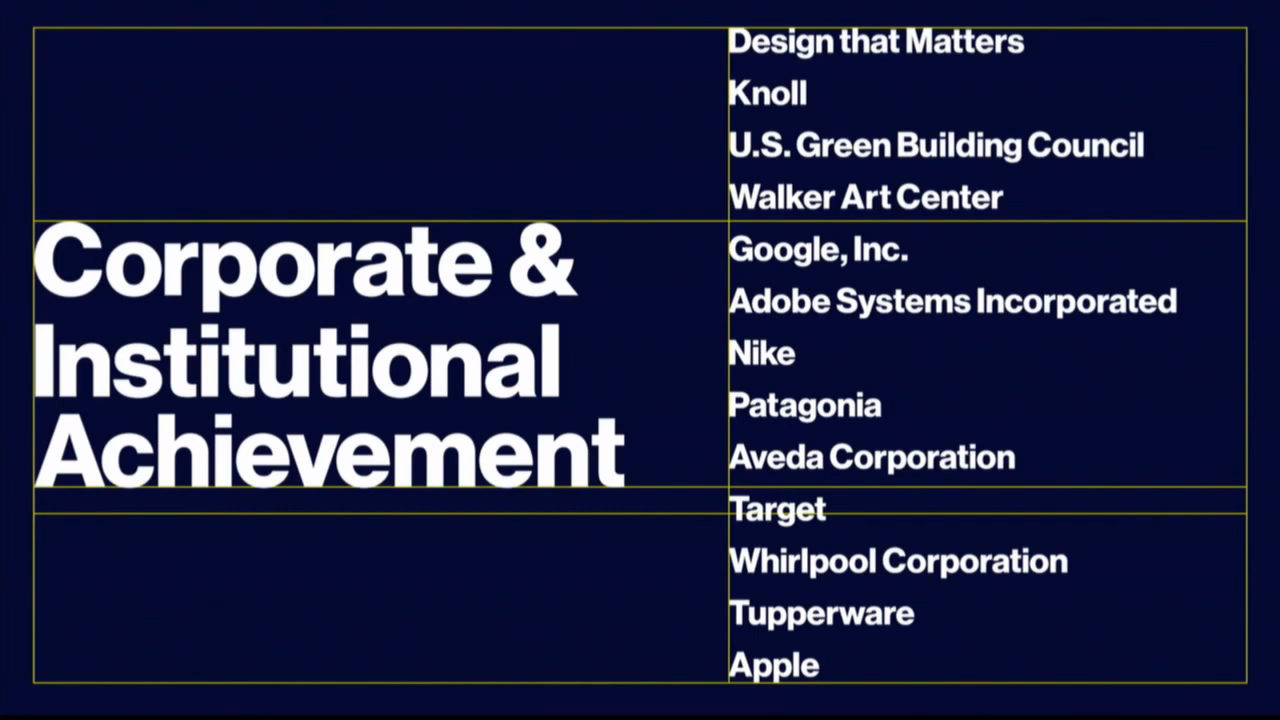 Corporate &
Institutional
Achievement
Design that Matters
Knoll
U.S. Green Building Council
Walker Art Center
Google, Inc.
Adobe Systems Incorporated
Nike
Patagonia
Aveda Corporation
Target
Whirlpool Corporation
Tupperware
Apple